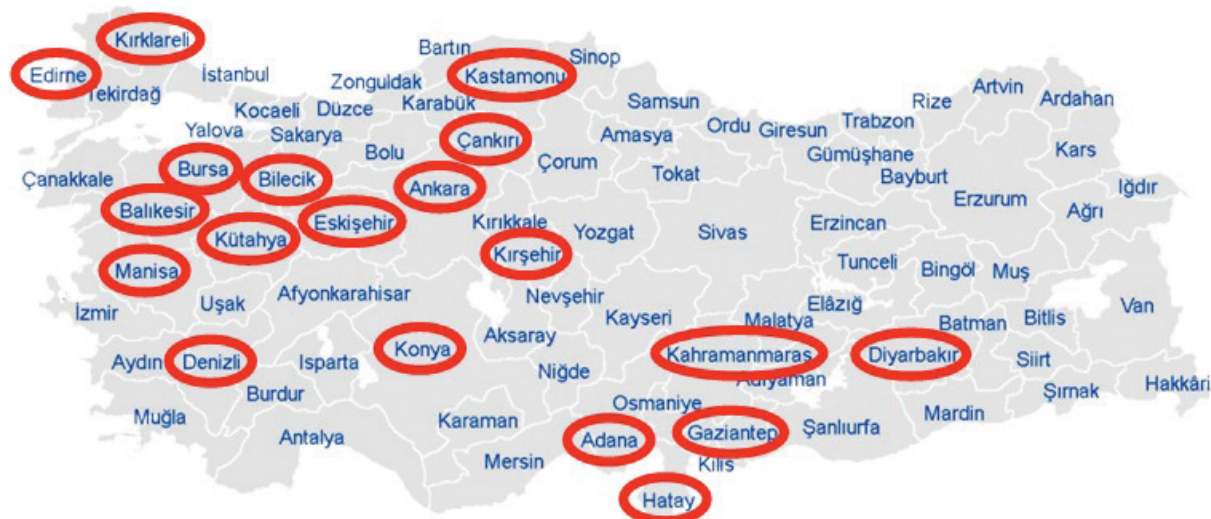 Kırklareli
Bartın
Sinop
Edirne
İstanbul
Zonguldak
Kastamonu
Tekirdağ
Kocaeli
Düzce
Karabük
Samsun
Rize
Artvin
Ardahan
Yalova
Sakarya
Çankırı
Amasya
Ordu
Giresun
Trabzon
Bolu
Kars
Çanakkale
Bursa
Bilecik
Ankara
Çorum
Tokat
Gümüşhane
Bayburt
Iğdır
Balıkesir
Eskişehir
Kırıkkale
Erzurum
Kütahya
Yozgat
Sivas
Erzincan
Ağrı
Manisa
Kırşehir
Tunceli
Bingöl
Muş
İzmir
Uşak
Afyonkarahisar
Nevşehir
Elâzığ
Van
Kayseri
Malatya
Batman
Bitlis
Aydın
Denizli
Isparta
Konya
Aksaray
Kahramanmaras
Diyarbakır
Siirt
Niğde
Adıyaman
Şırnak
Hakkâri
Muğla
Burdur
Karaman
Osmaniye
Mardin
Antalya
Adana
Gaziantep
Şanlıurfa
Mersin
Kilis
Hatay